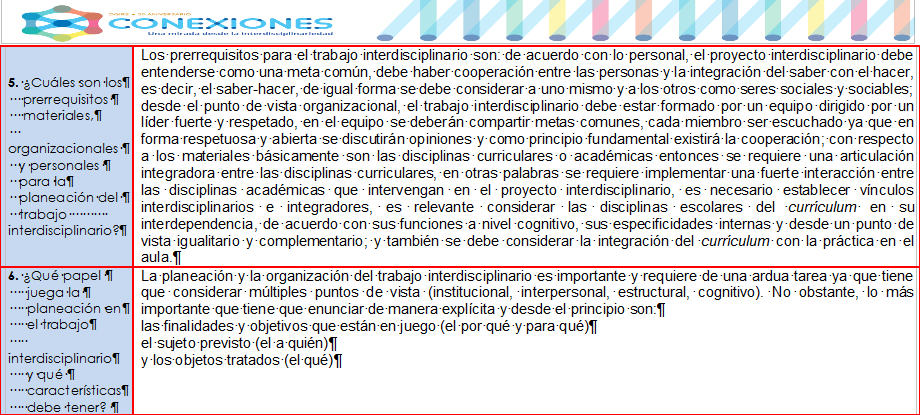 DGIRE • 50 ANIVERSARIO
CONEXIONES
Una mirada desde la interdisciplinariedad
5. ¿Cuáles son los¶
prerrequisitos ¶
materiales,¶
organizacionales ¶
y personales ¶
para la¶
planeación del ¶
trabajo
interdisciplinario?¶
Los prerrequisitos para el trabajo interdisciplinario son: de acuerdo con lo personal, el proyecto interdisciplinario debe
entenderse como una meta común, debe haber cooperación entre las personas y la integración del saber con el hacer,
es decir, el saber-hacer, de igual forma se debe considerar a uno mismo y a los otros como seres sociales y sociables;
desde el punto de vista organizacional, el trabajo interdisciplinario debe estar formado por un equipo dirigido por un
líder fuerte y respetado, en el equipo se deberán compartir metas comunes, cada miembro ser escuchado ya que en
forma respetuosa y abierta se discutirán opiniones y como principio fundamental existirá la cooperación; con respecto
a los materiales básicamente son las disciplinas curriculares o académicas entonces se requiere una articulación
integradora entre las disciplinas curriculares, en otras palabras se requiere implementar una fuerte interacción entre
las disciplinas académicas que intervengan en el proyecto interdisciplinario, es necesario establecer vínculos
interdisciplinarios e integradores, es relevante considerar las disciplinas escolares del currículum en su
interdependencia, de acuerdo con sus funciones a nivel cognitivo, sus especificidades internas y desde un punto de
vista igualitario y complementario; y también se debe considerar la integración del currículum con la práctica en el
aula.¶
6. ¿Qué papel ¶
juega la ¶
planeación en ¶
el trabajo¶
interdisciplinario¶
y qué ¶
características¶
debe tener? ¶
La planeación y la organización del trabajo interdisciplinario es importante y requiere de una ardua tarea ya que tiene
que considerar múltiples puntos de vista (institucional, interpersonal, estructural, cognitivo). No obstante, lo más
importante que tiene que enunciar de manera explícita y desde el principio son:¶
las finalidades y objetivos que están en juego (el por qué y para qué)¶
el sujeto previsto (el a quién)¶
y los objetos tratados (el qué)¶